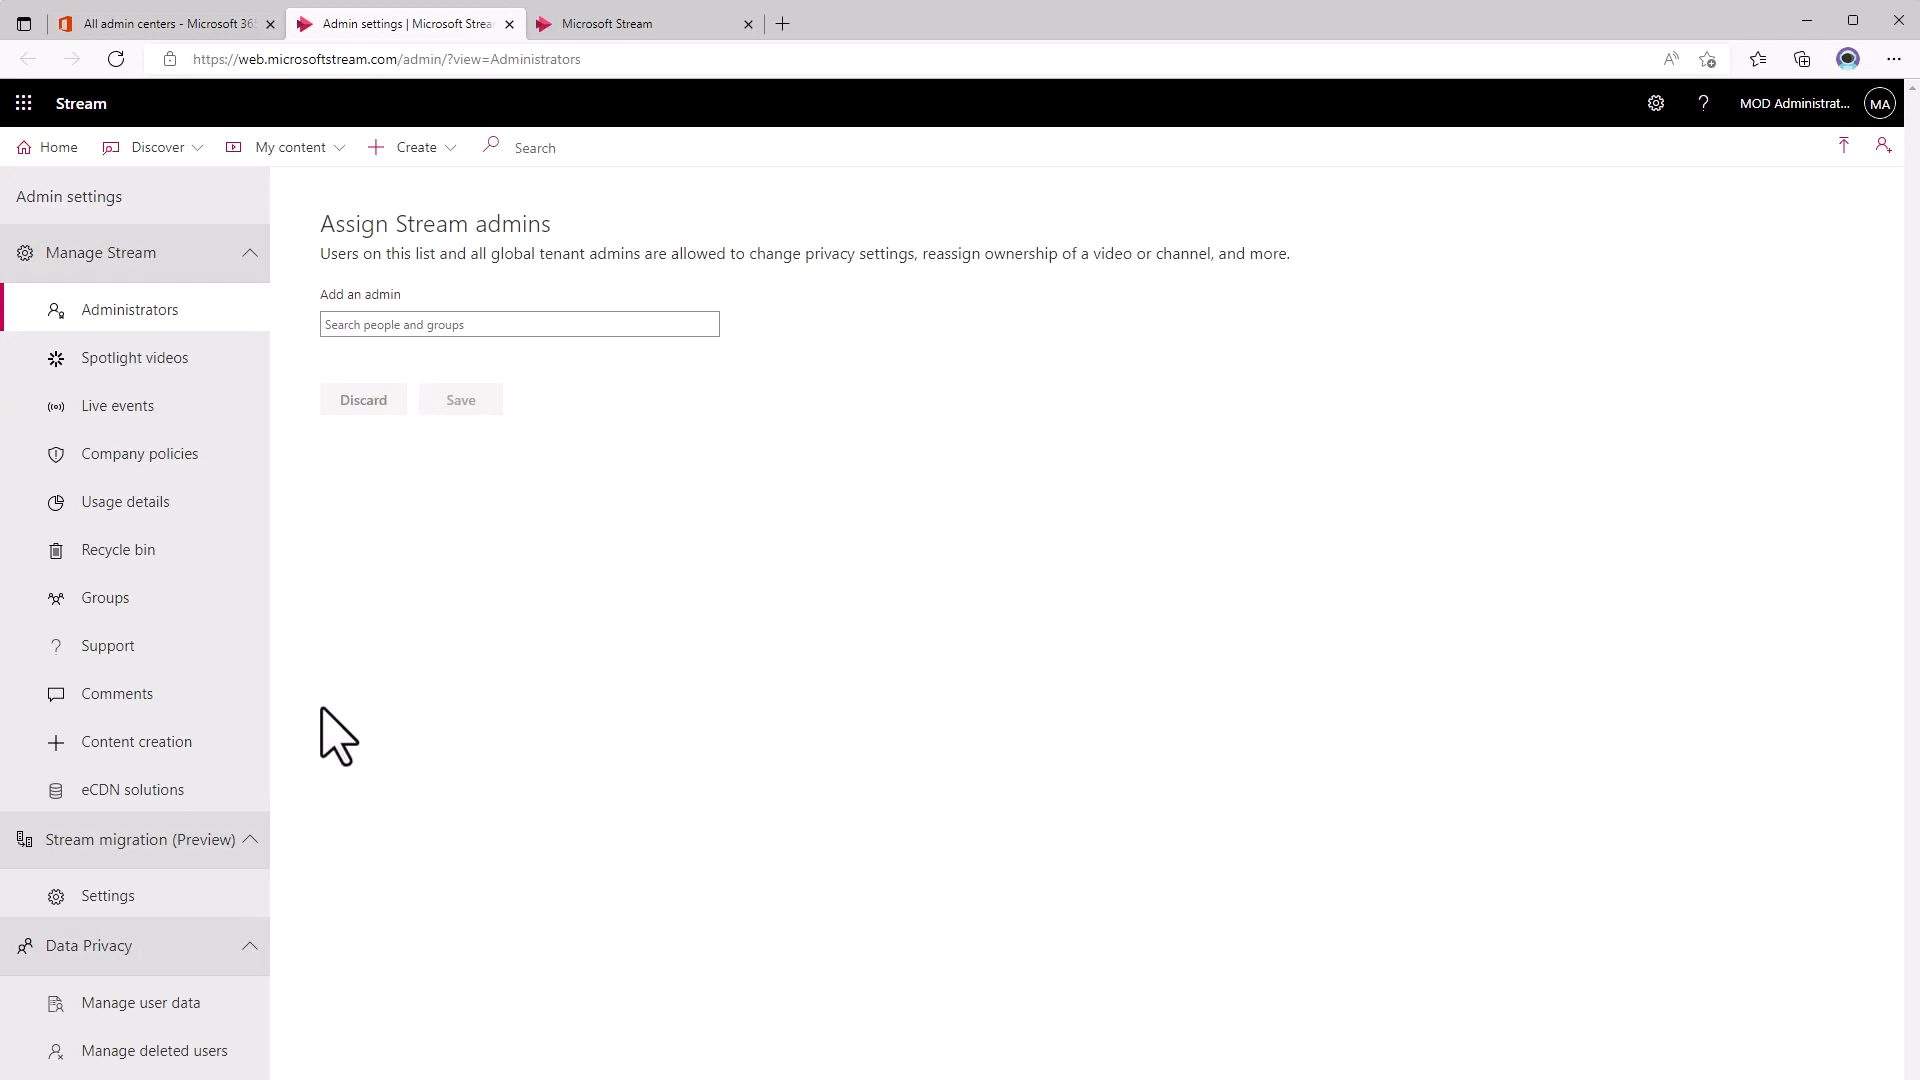 All admin centers - Microsoft 36
Admin settings | Microsoft Strea
Microsoft Stream
https://web.microsoftstream.com/admin/?view=Administrators
Stream
?
MOD Administrat...
MA
Home
Discover
My content
Create
Search
Admin settings
Manage Stream
Administrators
Spotlight videos
Live events
Company policies
Usage details
Recycle bin
Groups
Support
Comments
Content creation
eCDN solutions
Stream migration (Preview)
Settings
Data Privacy
Manage user data
Manage deleted users
Assign Stream admins
Users on this list and all global tenant admins are allowed to change privacy settings, reassign ownership of a video or channel, and more.
Add an admin
Search people and groups
Discard
Save